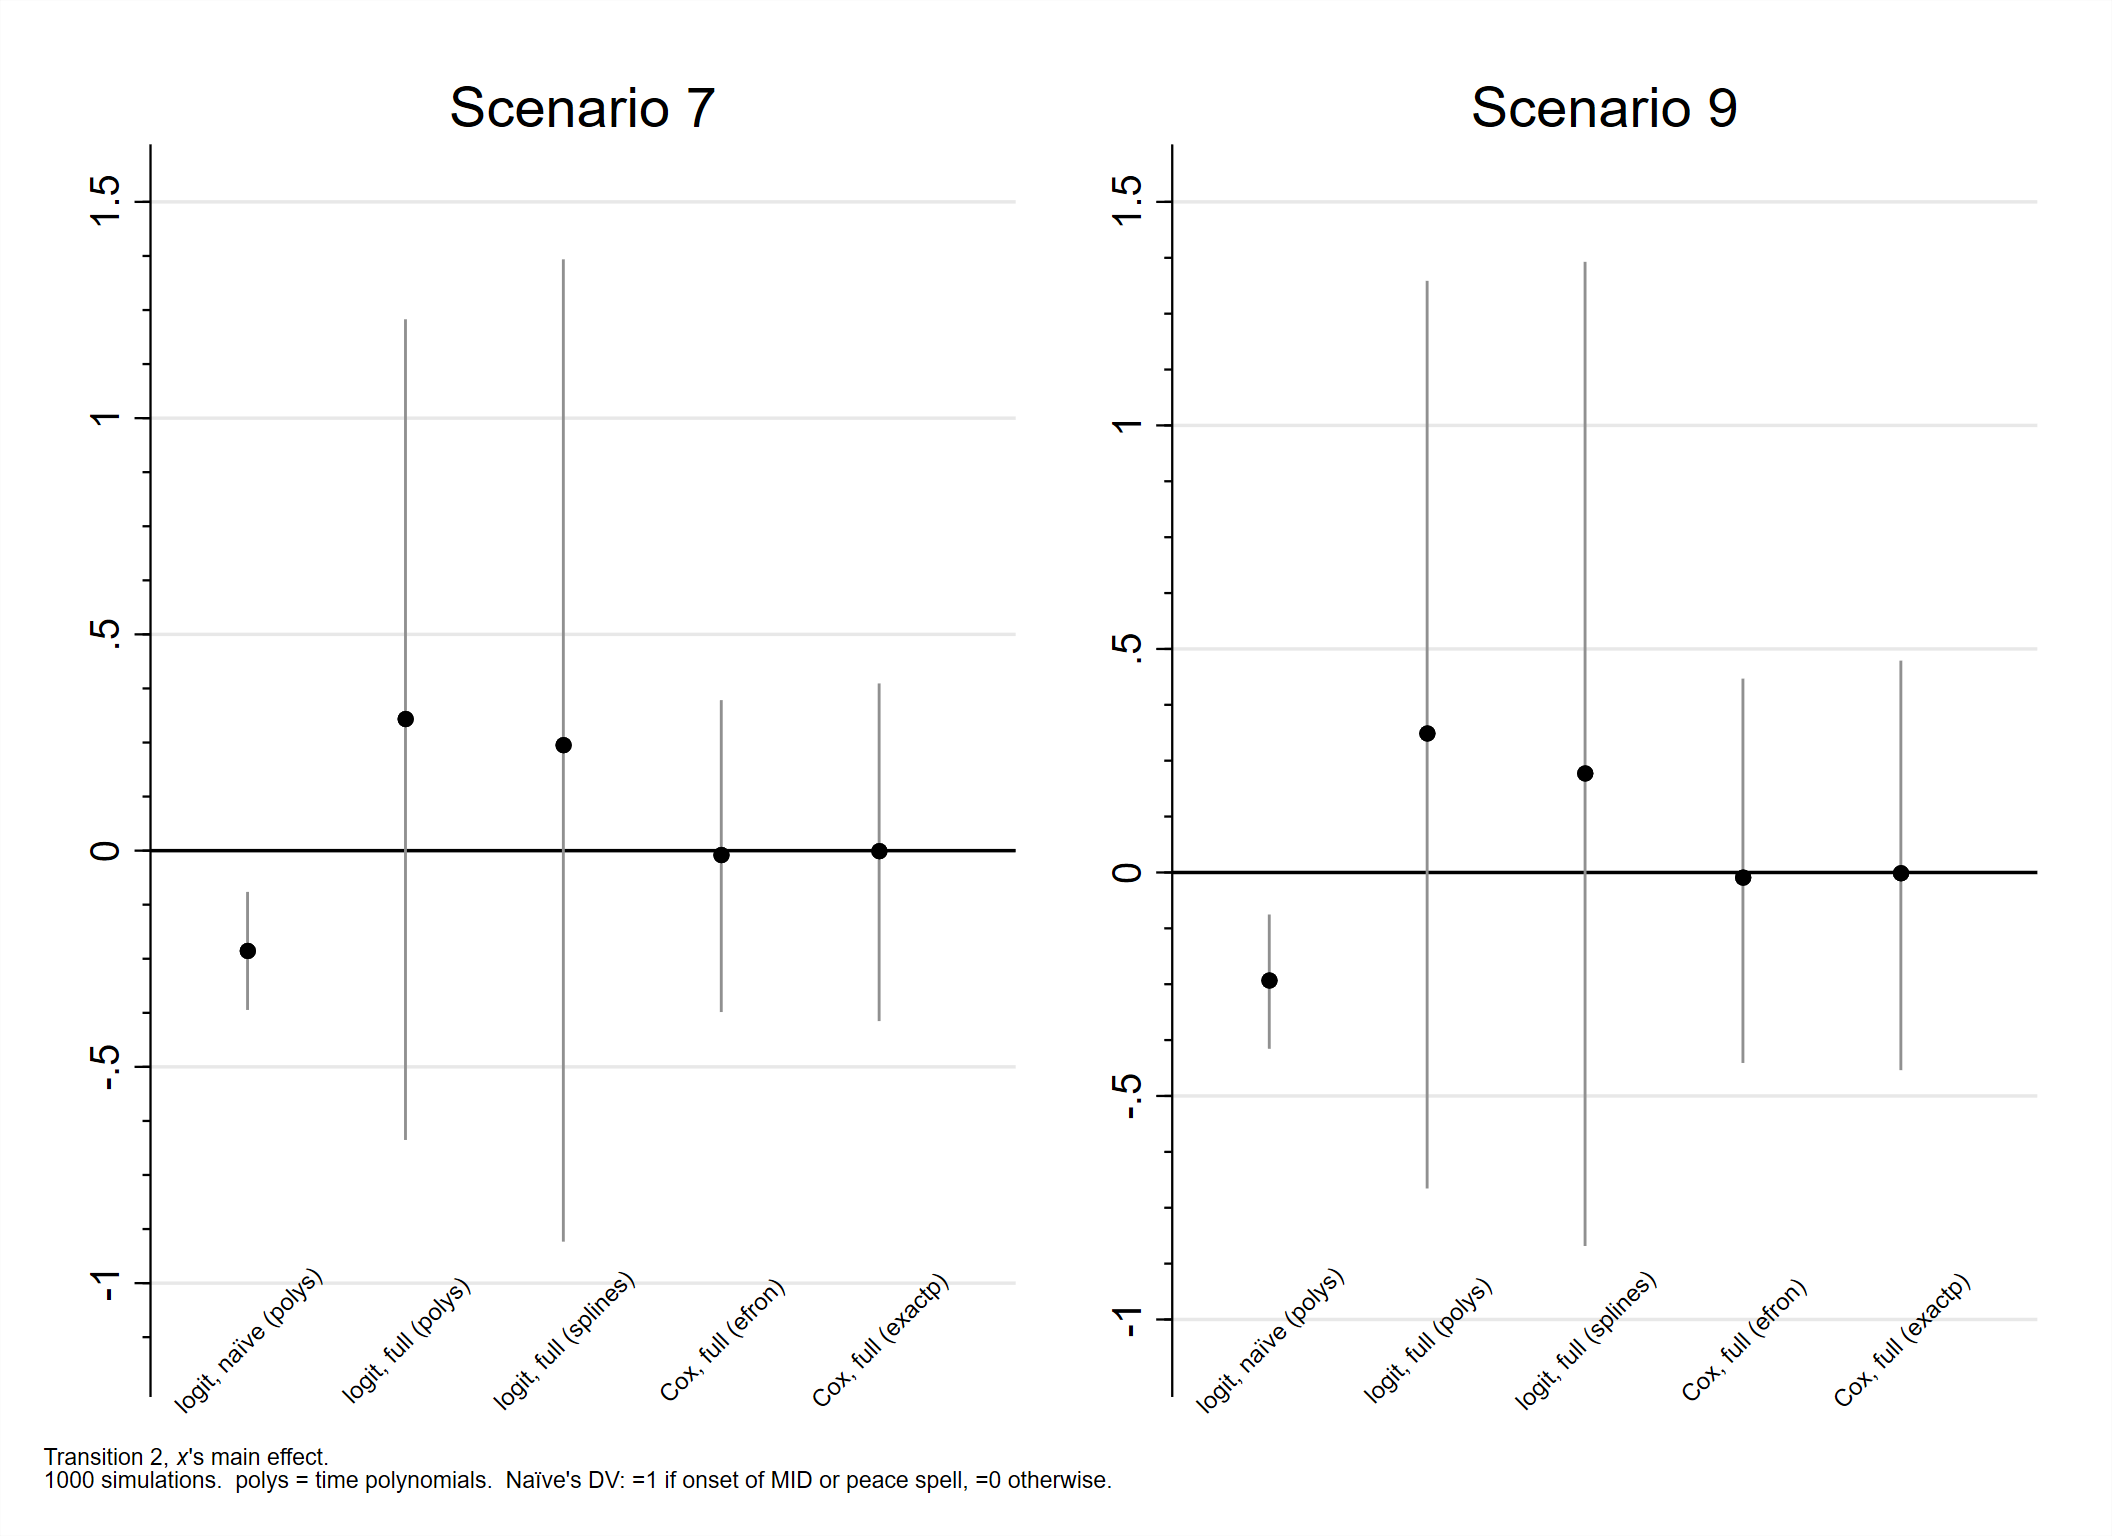 Scenario 7
1.5
1
.5
0
-.5
-1
logit, naïve (polys)
logit, full (polys)
logit, full (splines)
Cox, full (efron)
Cox, full (exactp)
Scenario 9
1.5
1
.5
0
-.5
-1
logit, naïve (polys)
logit, full (polys)
logit, full (splines)
Cox, full (efron)
Cox, full (exactp)
Transition 2, x's main effect.
1000 simulations.  polys = time polynomials.  Naïve's DV: =1 if onset of MID or peace spell, =0 otherwise.